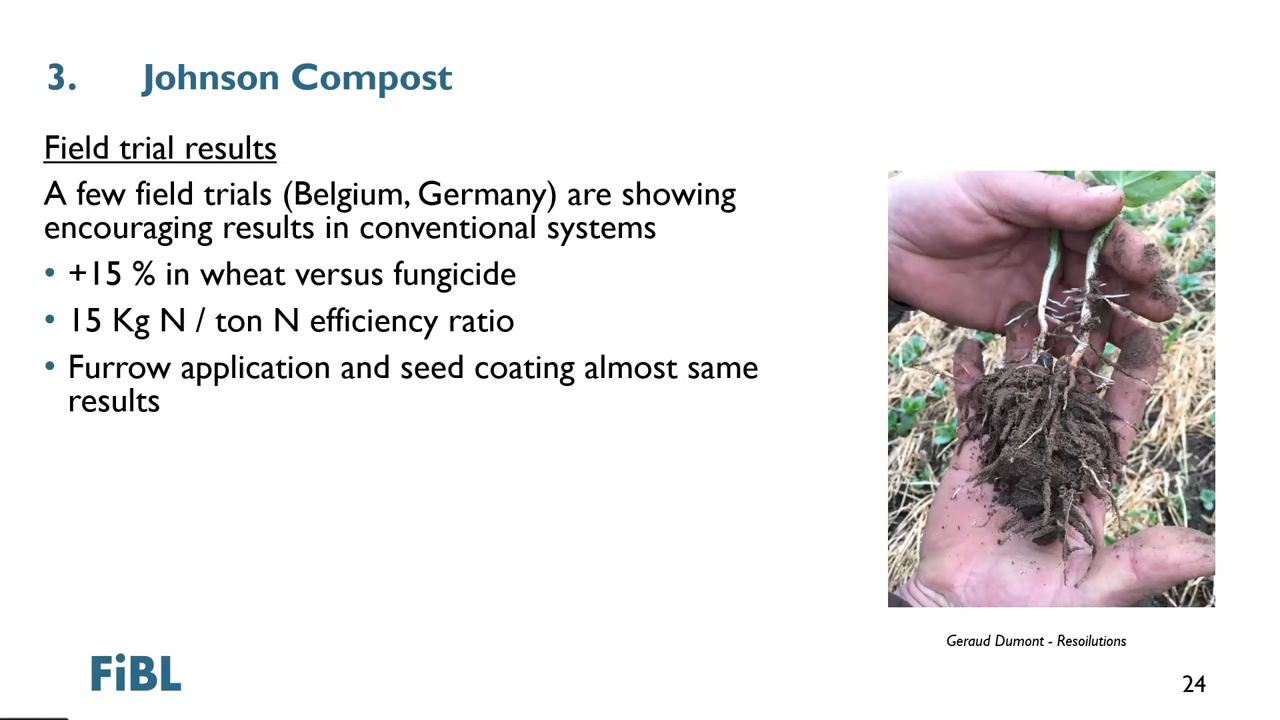 3. Johnson Compost
Field trial results
A few field trials (Belgium, Germany) are showing
encouraging results in conventional systems
• +15 % in wheat versus fungicide
• 15 Kg N / ton N efficiency ratio
• Furrow application and seed coating almost same
results
Geraud Dumont - Resoilutions
FiBL
24